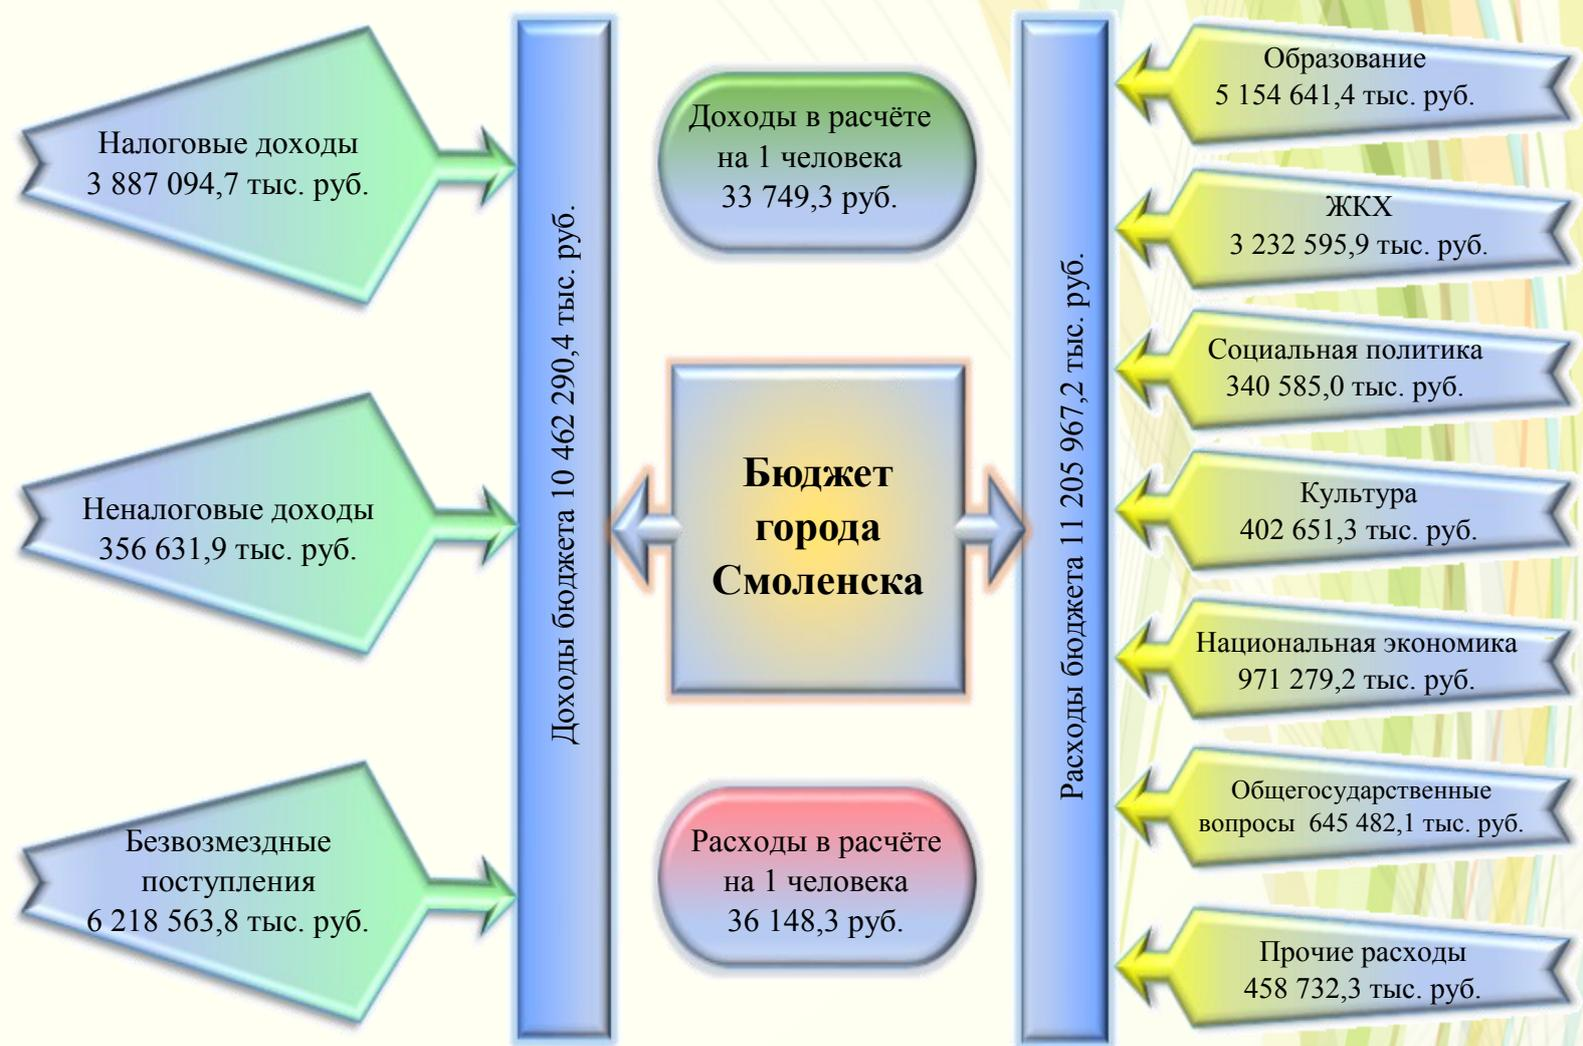 Налоговые доходы
3 887 094,7 тыс. руб.
Неналоговые доходы
356 631,9 тыс. руб.
Безвозмездные
поступления
6 218 563,8 тыс. руб.
Доходы бюджета 10 462 290,4 тыс. руб.
Доходы в расчёте
на 1 человека
33 749,3 руб.
Бюджет
города
Смоленска
Расходы в расчёте
на 1 человека
36 148,3 руб.
Расходы бюджета 11 205 967,2 тыс. руб.
Образование
5 154 641,4 тыс. руб.
ЖКХ
3 232 595,9 тыс. руб.
Социальная политика
340 585,0 тыс. руб.
Культура
402 651,3 тыс. руб.
Национальная экономика
971 279,2 тыс. руб.
Общегосударственные
вопросы 645 482,1 тыс. руб.
Прочие расходы
458 732,3 тыс. руб.